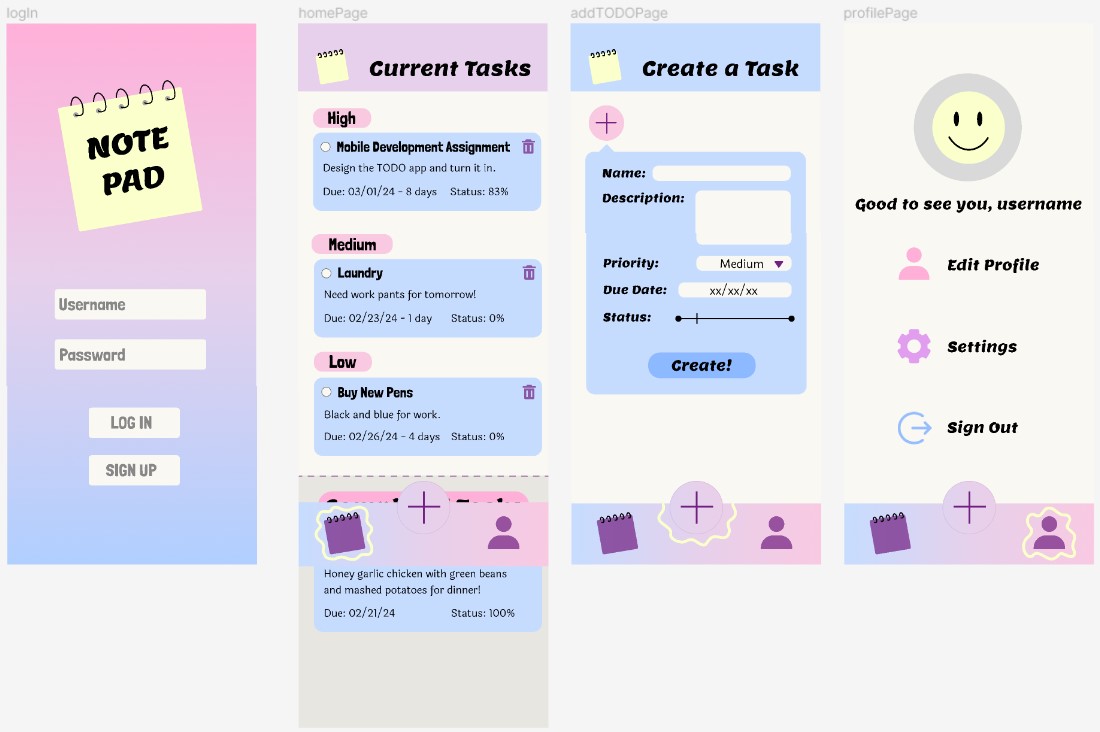 logIn
NOTE
PAD
Username
Password
LOG IN
SIGN UP
homePage
Current Tasks
High
Mobile Development Assignment
Design the TODO app and turn it in.
Due: 03/01/24 - 8 days Status: 83%
Medium
Laundry
Need work pants for tomorrow!
Due: 02/23/24 - 1 day Status: 0%
Low
Buy New Pens
Black and blue for work.
Due: 02/26/24 - 4 days Status: 0%
Honey garlic chicken with green beans
and mashed potatoes for dinner!
Due: 02/21/24 Status: 100%
addTODOPage
Create a Task
Name:
Description:
Priority: Medium
Due Date: xx/xx/xx
Status:
Create!
profilePage
Good to see you, username
Edit Profile
Settings
Sign Out